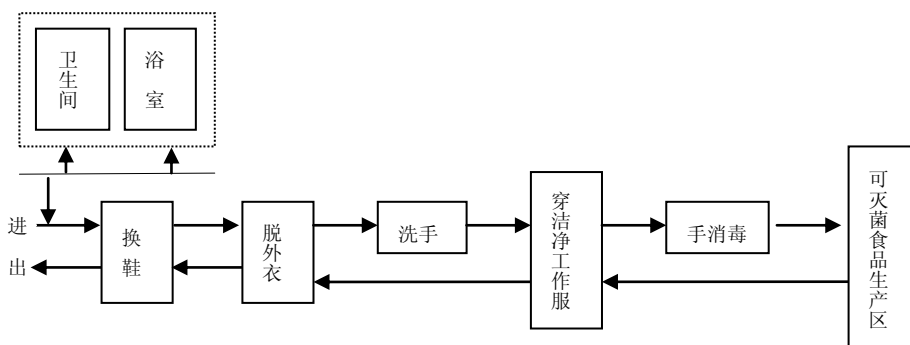 卫生间
浴室
进
出
换鞋
脱外衣
洗手
穿洁净工作服
手消毒
可灭菌食品生产区